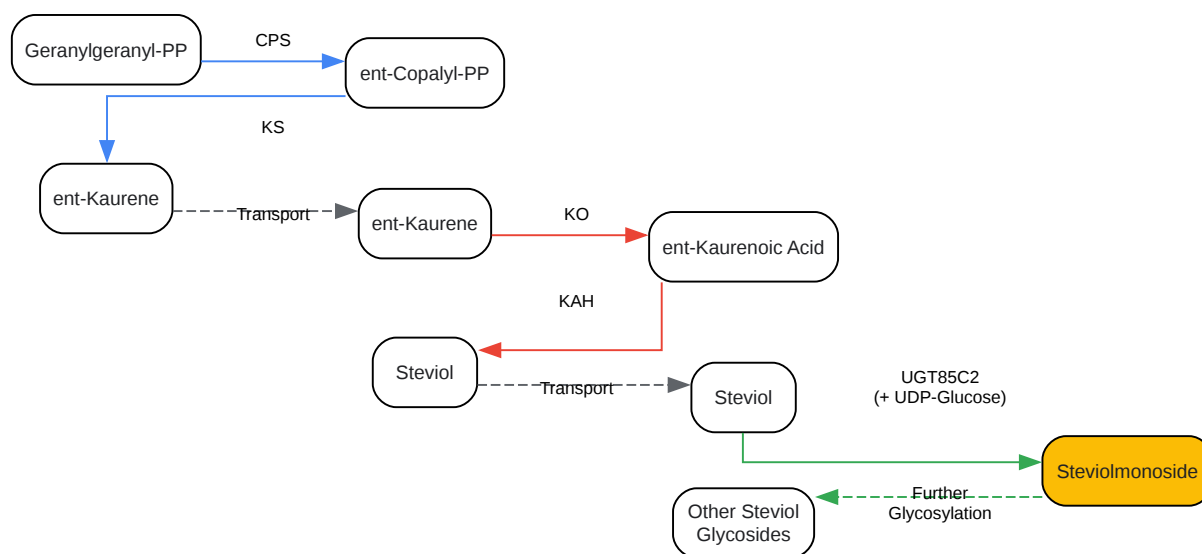 Geranylgeranyl-PP
CPS
ent-Copalyl-PP
KS
ent-Kaurene
Transport
ent-Kaurene
KO
ent-Kaurenoic Acid
KAH
Steviol
Transport
Steviol
UGT85C2
(+ UDP-Glucose)
Steviolmonoside
Further
Glycosylation
Other Steviol
Glycosides